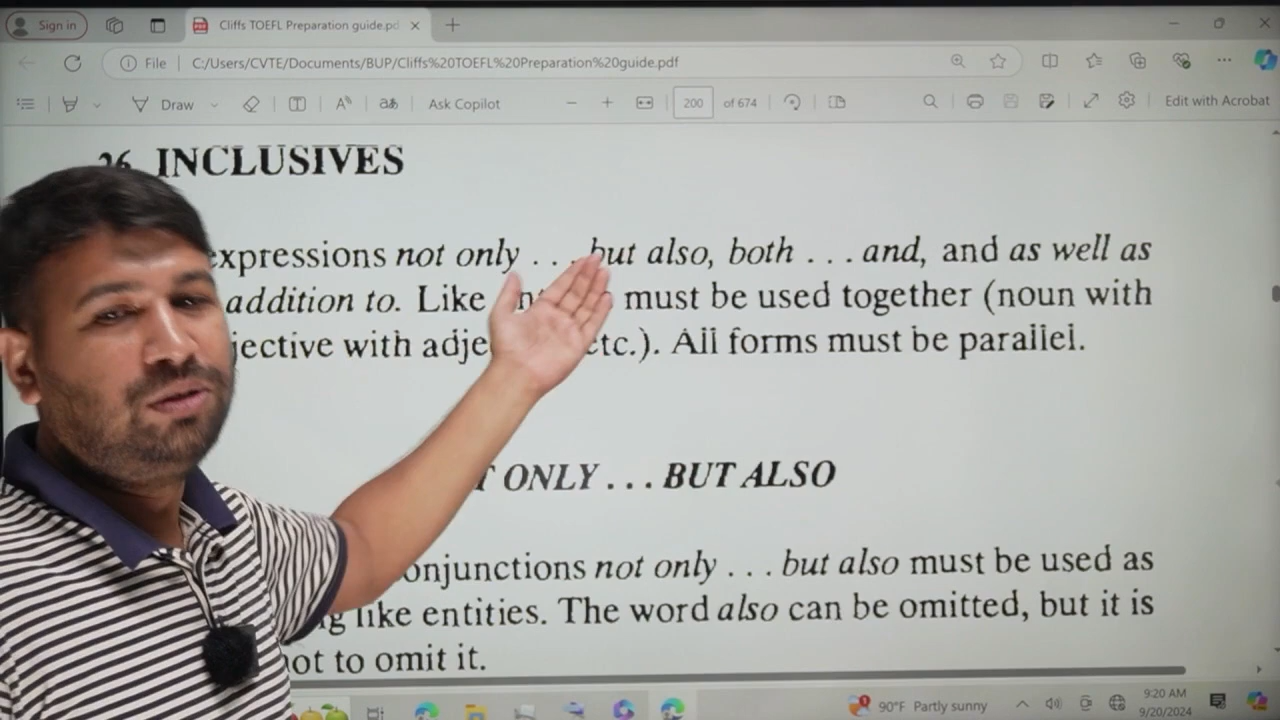 Sign in
Cliffs TOEFL Preparation guide.pd
File
C:/Users/CVTE/Documents/BUP/Cliffs%20TOEFL%20Preparation%20guide.pdf
Draw
aあ
Ask Copilot
200 of 674
Edit with Acrobat
26 INCLUSIVES
expressions not only . . . but also, both . . . and, and as well as
addition to. Like must be used together (noun with
jective with adje etc.). All forms must be parallel.
T ONLY . . . BUT ALSO
onjunctions not only . . . but also must be used as
g like entities. The word also can be omitted, but it is
not to omit it.
90°F Partly sunny
9:20 AM
9/20/2024